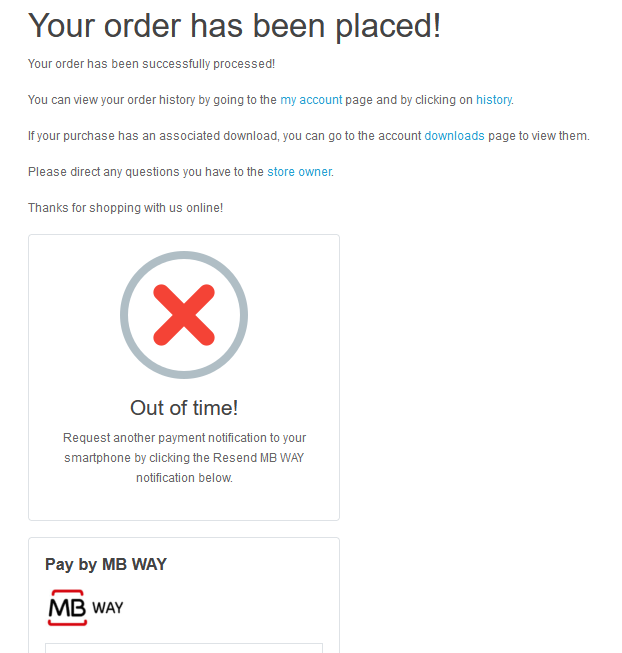 Your order has been placed!
Your order has been successfully processed!
You can view your order history by going to the my account page and by clicking on history.
If your purchase has an associated download, you can go to the account downloads page to view them.
Please direct any questions you have to the store owner.
Thanks for shopping with us online!
Out of time!
Request another payment notification to your
smartphone by clicking the Resend MB WAY
notification below.
Pay by MB WAY
MB WAY